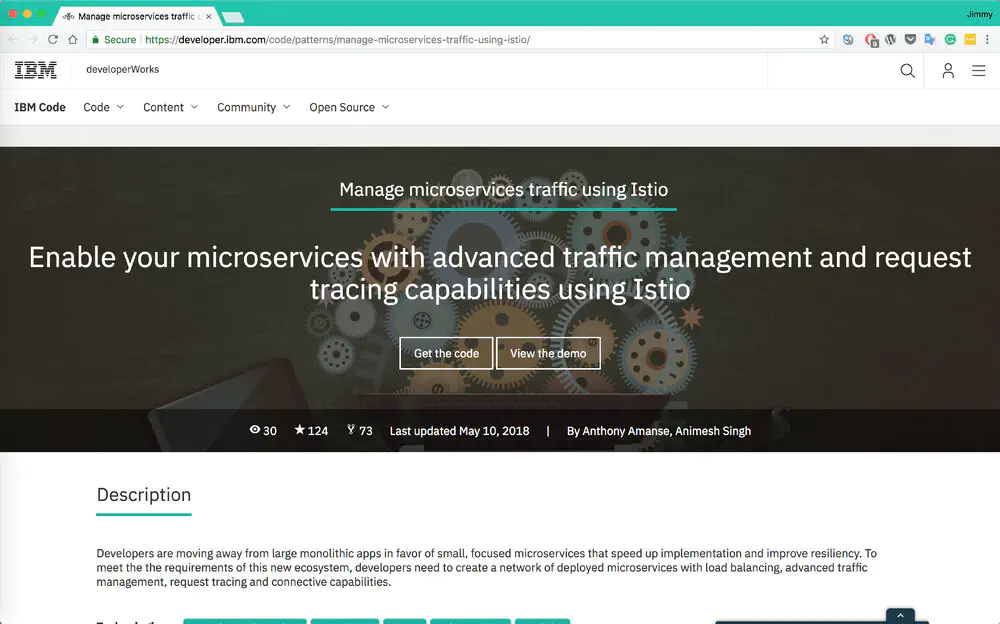 Manage microservices traffic
Jimmy
Secure
https://developer.ibm.com/code/patterns/manage-microservices-traffic-using-istio/
IBM
developerWorks
IBM Code
Code
Content
Community
Open Source
Manage microservices traffic using Istio
Enable your microservices with advanced traffic management and request
tracing capabilities using Istio
Get the code
View the demo
30 124 73 Last updated May 10, 2018 | By Anthony Amanse, Animesh Singh
Description
Developers are moving away from large monolithic apps in favor of small, focused microservices that speed up implementation and improve resiliency. To
meet the the requirements of this new ecosystem, developers need to create a network of deployed microservices with load balancing, advanced traffic
management, request tracing and connective capabilities.